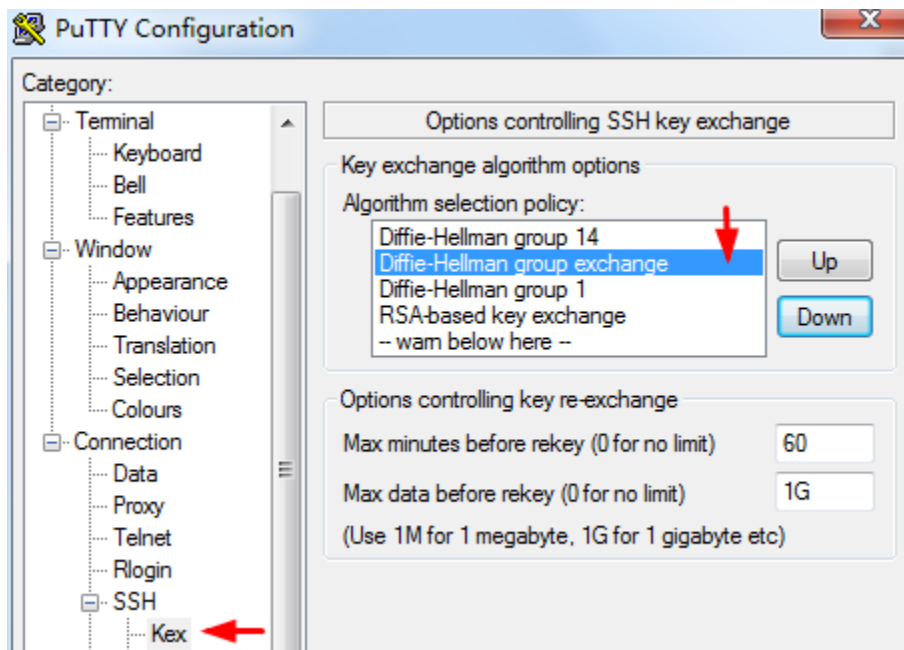 PuTTY Configuration
Category:
Terminal
Keyboard
Bell
Features
Window
Appearance
Behaviour
Translation
Selection
Colours
Connection
Data
Proxy
Telnet
Rlogin
SSH
Kex
Options controlling SSH key exchange
Key exchange algorithm options
Algorithm selection policy:
Diffie-Hellman group 14
Diffie-Hellman group exchange
Diffie-Hellman group 1
RSA-based key exchange
-- warn below here --
Up
Down
Options controlling key re-exchange
Max minutes before rekey (0 for no limit) 60
Max data before rekey (0 for no limit) 1G
(Use 1M for 1 megabyte, 1G for 1 gigabyte etc)